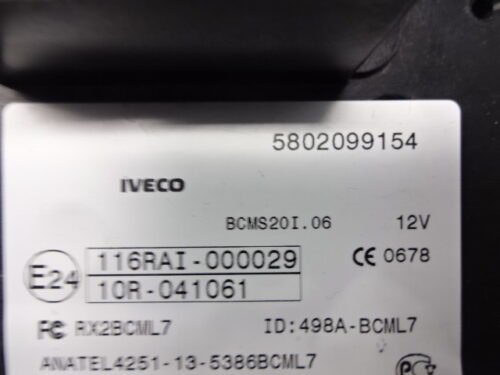 5802099154
IVECO
BCMS20I.06 12V
E24 116RAI-000029 CE 0678
10R-041061
FC RX2BCML7 ID:498A-BCML7
ANATEL4251-13-5386BCML7